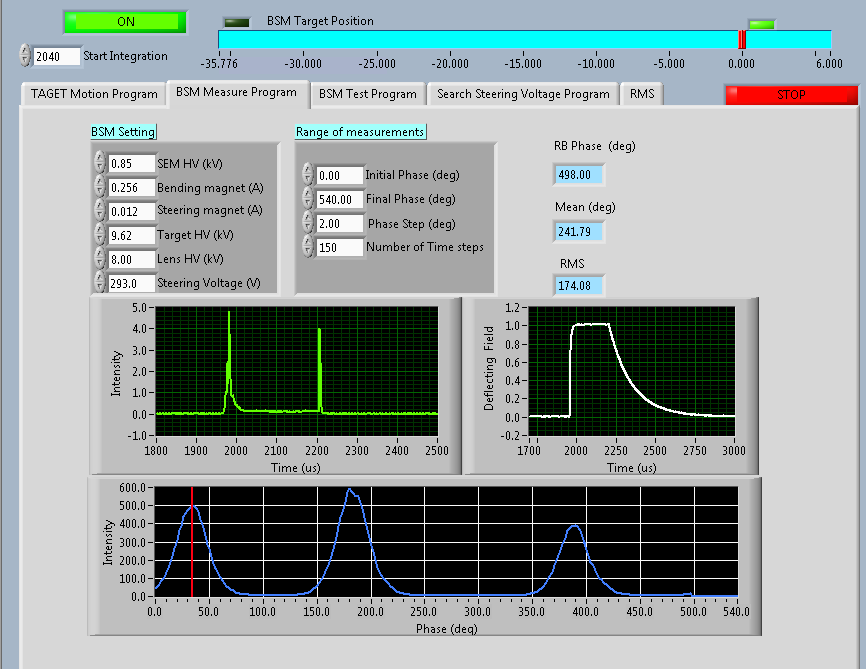 ON
BSM Target Position
2040 Start Integration
-35.776 -30.000 -25.000 -20.000 -15.000 -10.000 -5.000 0.000 6.000
TAGET Motion Program BSM Measure Program BSM Test Program Search Steering Voltage Program RMS STOP
BSM Setting
0.85 SEM HV (kV)
0.256 Bending magnet (A)
0.012 Steering magnet (A)
9.62 Target HV (kV)
8.00 Lens HV (kV)
293.0 Steering Voltage (V)
Range of measurements
0.00 Initial Phase (deg)
540.00 Final Phase (deg)
2.00 Phase Step (deg)
150 Number of Time steps
RB Phase (deg)
498.00
Mean (deg)
241.79
RMS
174.08
Intensity
5.0
4.0
3.0
2.0
1.0
0.0
-1.0
1800 1900 2000 2100 2200 2300 2400 2500
Time (us)
Deflecting Field
1.2
1.0
0.8
0.6
0.4
0.2
0.0
-0.2
1700 2000 2250 2500 2750 3000
Time (us)
Intensity
600.0
500.0
400.0
300.0
200.0
100.0
0.0
0.0 50.0 100.0 150.0 200.0 250.0 300.0 350.0 400.0 450.0 500.0 540.0
Phase (deg)